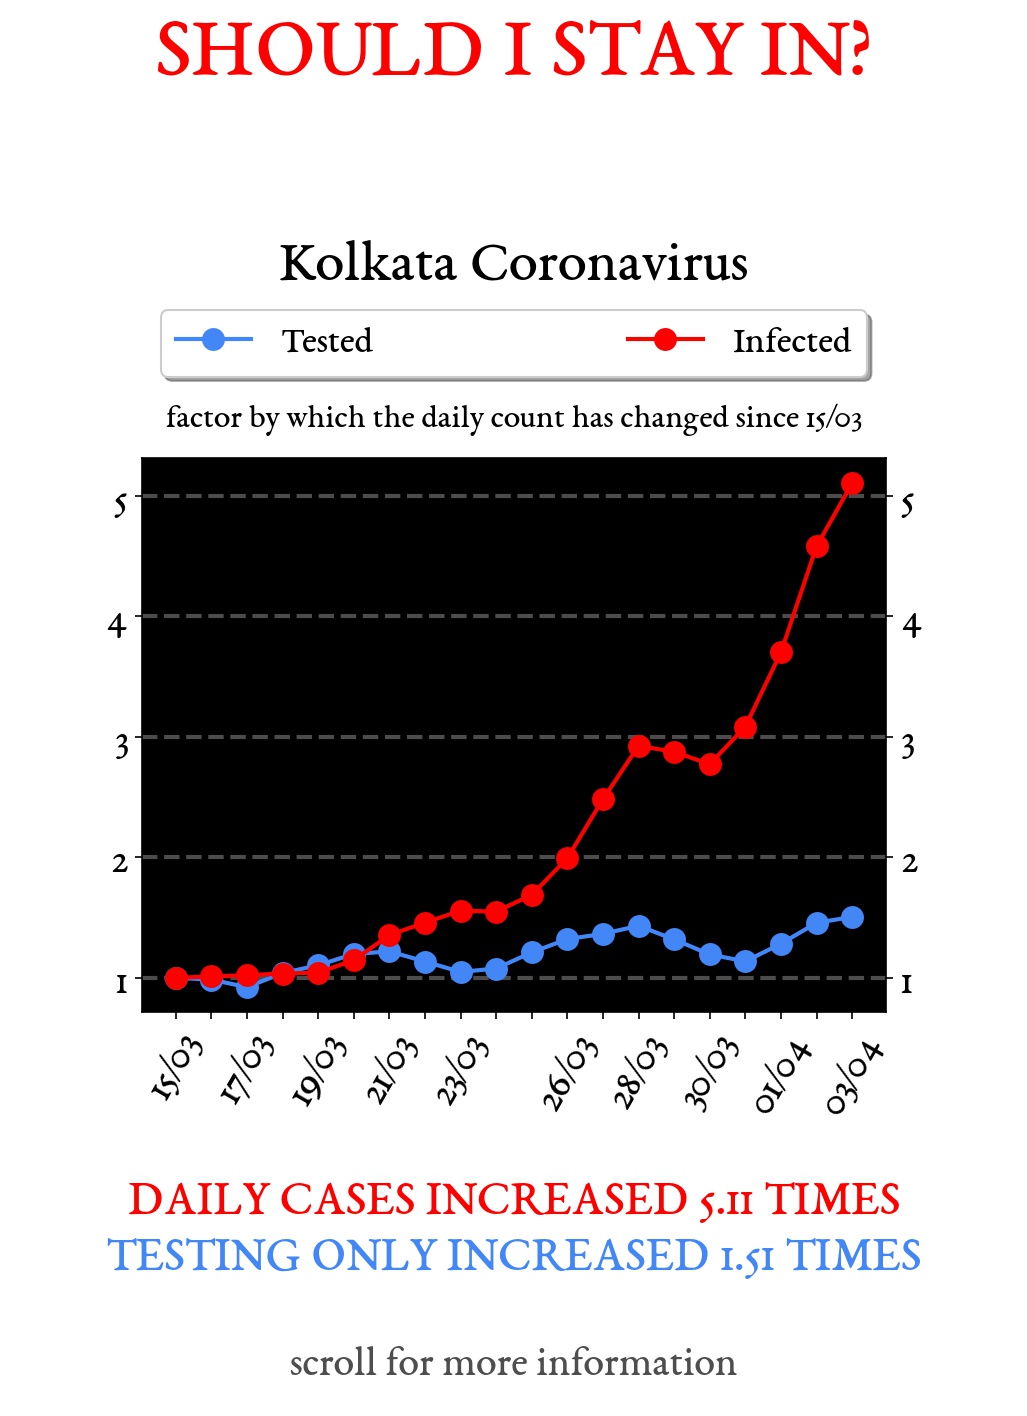 SHOULD I STAY IN?
Kolkata Coronavirus
Tested Infected
factor by which the daily count has changed since 15/03
5 5
4 4
3 3
2 2
1 1
15/03 17/03 19/03 21/03 23/03 26/03 28/03 30/03 01/04 03/04
DAILY CASES INCREASED 5.11 TIMES
TESTING ONLY INCREASED 1.51 TIMES
scroll for more information